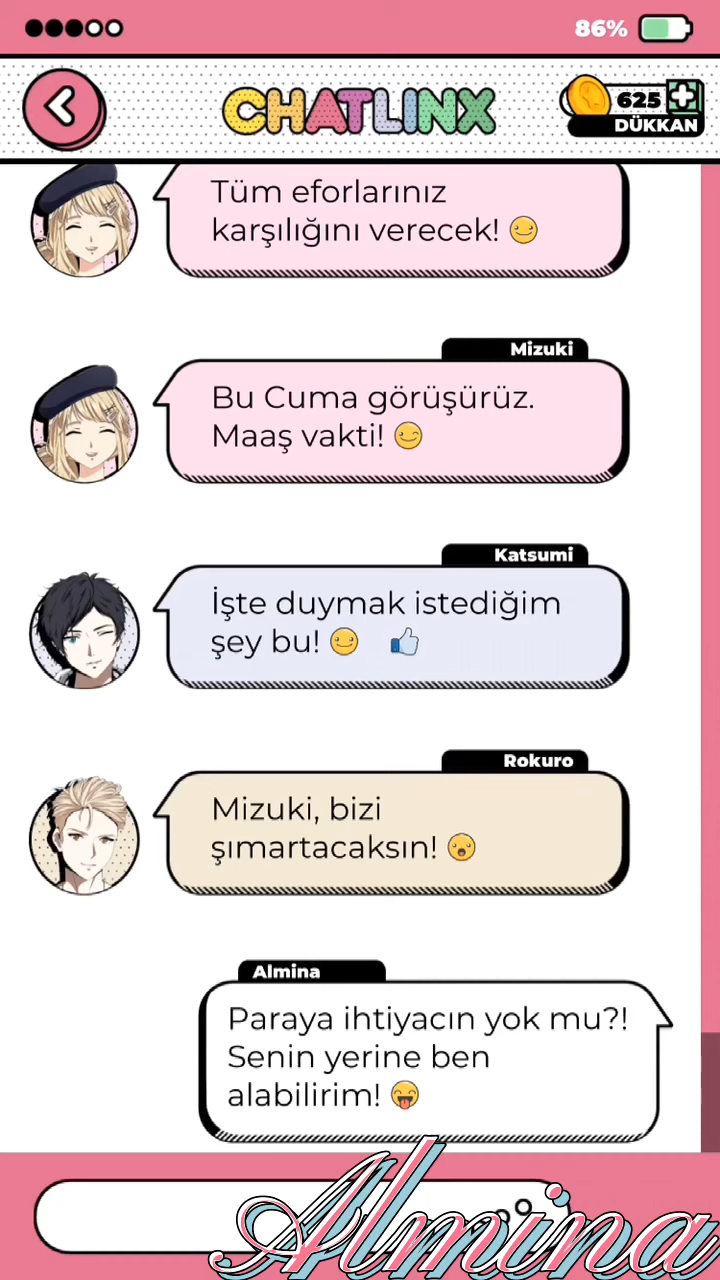 86%
CHATLINX
625
DÜKKAN
Tüm eforlarınız
karşılığını verecek! 😊
Mizuki
Bu Cuma görüşürüz.
Maaş vakti! 😉
Katsumi
İşte duymak istediğim
şey bu! 😊 👍
Rokuro
Mizuki, bizi
şımartacaksın! 😮
Almina
Paraya ihtiyacın yok mu?!
Senin yerine ben
alabilirim! 😝
Almina